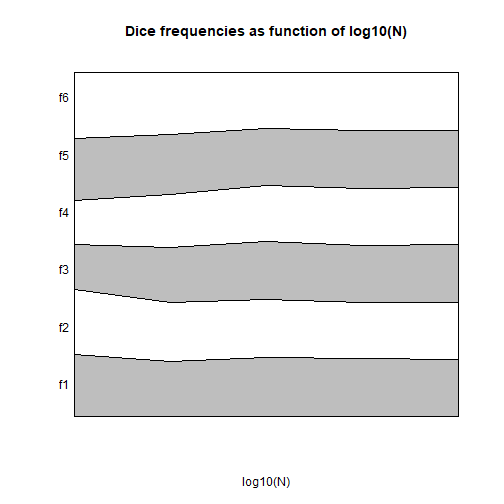 Dice frequencies as function of log10(N)
f6
f5
f4
f3
f2
f1
log10(N)